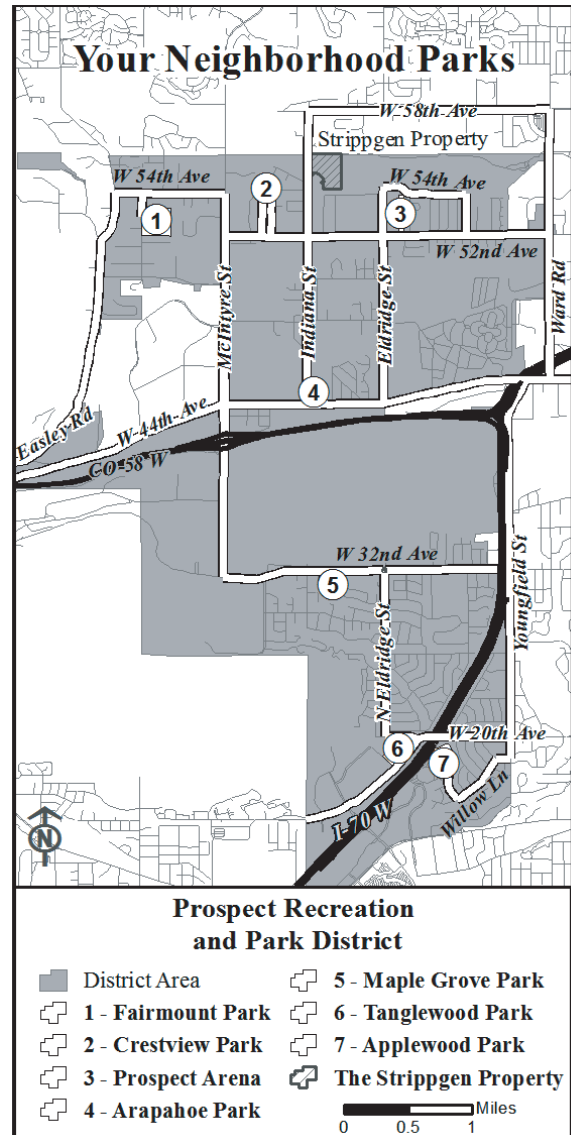 Your Neighborhood Parks
W 58th Ave
Strippgen Property
W 54th Ave
2
W 54th Ave
1
3
W 52nd Ave
McIntyre St
Indiana St
Eldridge St
Ward Rd
4
Easley Rd
W 44th Ave
CO-58 W
W 32nd Ave
5
Youngfield St
N Eldridge St
W 20th Ave
6
7
Willow Ln
I-70 W
N
Prospect Recreation
and Park District
District Area
1 - Fairmount Park
2 - Crestview Park
3 - Prospect Arena
4 - Arapahoe Park
5 - Maple Grove Park
6 - Tanglewood Park
7 - Applewood Park
The Strippgen Property
Miles
0 0.5 1